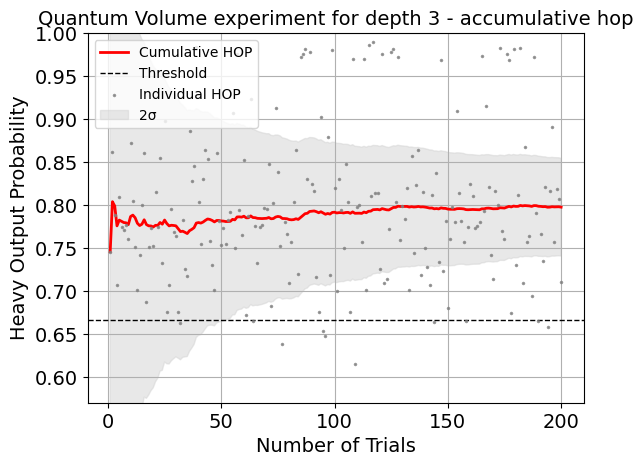 Quantum Volume experiment for depth 3 - accumulative hop
Heavy Output Probability
1.00
0.95
0.90
0.85
0.80
0.75
0.70
0.65
0.60
Cumulative HOP
Threshold
Individual HOP
2σ
0 50 100 150 200
Number of Trials